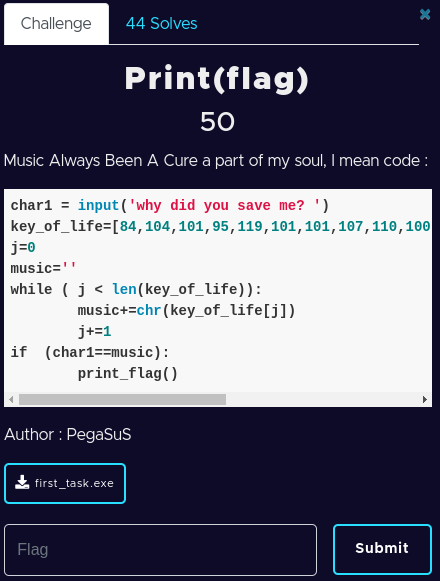 Challenge 44 Solves ×
Print(flag)
50
Music Always Been A Cure a part of my soul, I mean code :
char1 = input('why did you save me? ')
key_of_life=[84,104,101,95,119,101,101,107,110,100
j=0
music=''
while ( j < len(key_of_life)):
        music+=chr(key_of_life[j])
        j+=1
if  (char1==music):
        print_flag()
Author : PegaSuS
first_task.exe
Flag
Submit